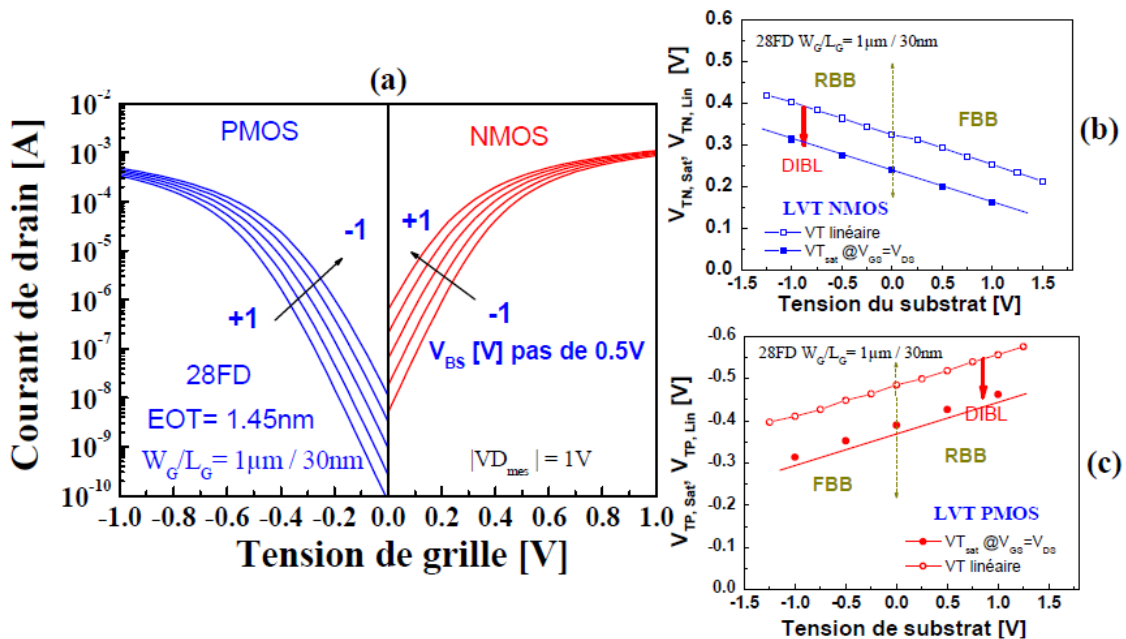 (a)
Courant de drain [A]
10^-2
10^-3
10^-4
10^-5
10^-6
10^-7
10^-8
10^-9
10^-10
PMOS
NMOS
-1
+1
+1
-1
V_BS [V] pas de 0.5V
28FD
EOT= 1.45nm
W_G/L_G= 1µm / 30nm
|VD_mes| = 1V
-1.0 -0.8 -0.6 -0.4 -0.2 0.0 0.2 0.4 0.6 0.8 1.0
Tension de grille [V]
(b)
V_TN, Sat, V_TN, Lin [V]
0.6
0.5
0.4
0.3
0.2
0.1
0.0
28FD W_G/L_G= 1µm / 30nm
RBB
FBB
DIBL
LVT NMOS
VT linéaire
VT_sat @V_GS=V_DS
-1.5 -1.0 -0.5 0.0 0.5 1.0 1.5
Tension du substrat [V]
(c)
V_TP, Sat, V_TP, Lin [V]
-0.6
-0.5
-0.4
-0.3
-0.2
-0.1
0.0
28FD W_G/L_G= 1µm / 30nm
DIBL
RBB
FBB
LVT PMOS
VT_sat @V_GS=V_DS
VT linéaire
-1.5 -1.0 -0.5 0.0 0.5 1.0 1.5
Tension de substrat [V]